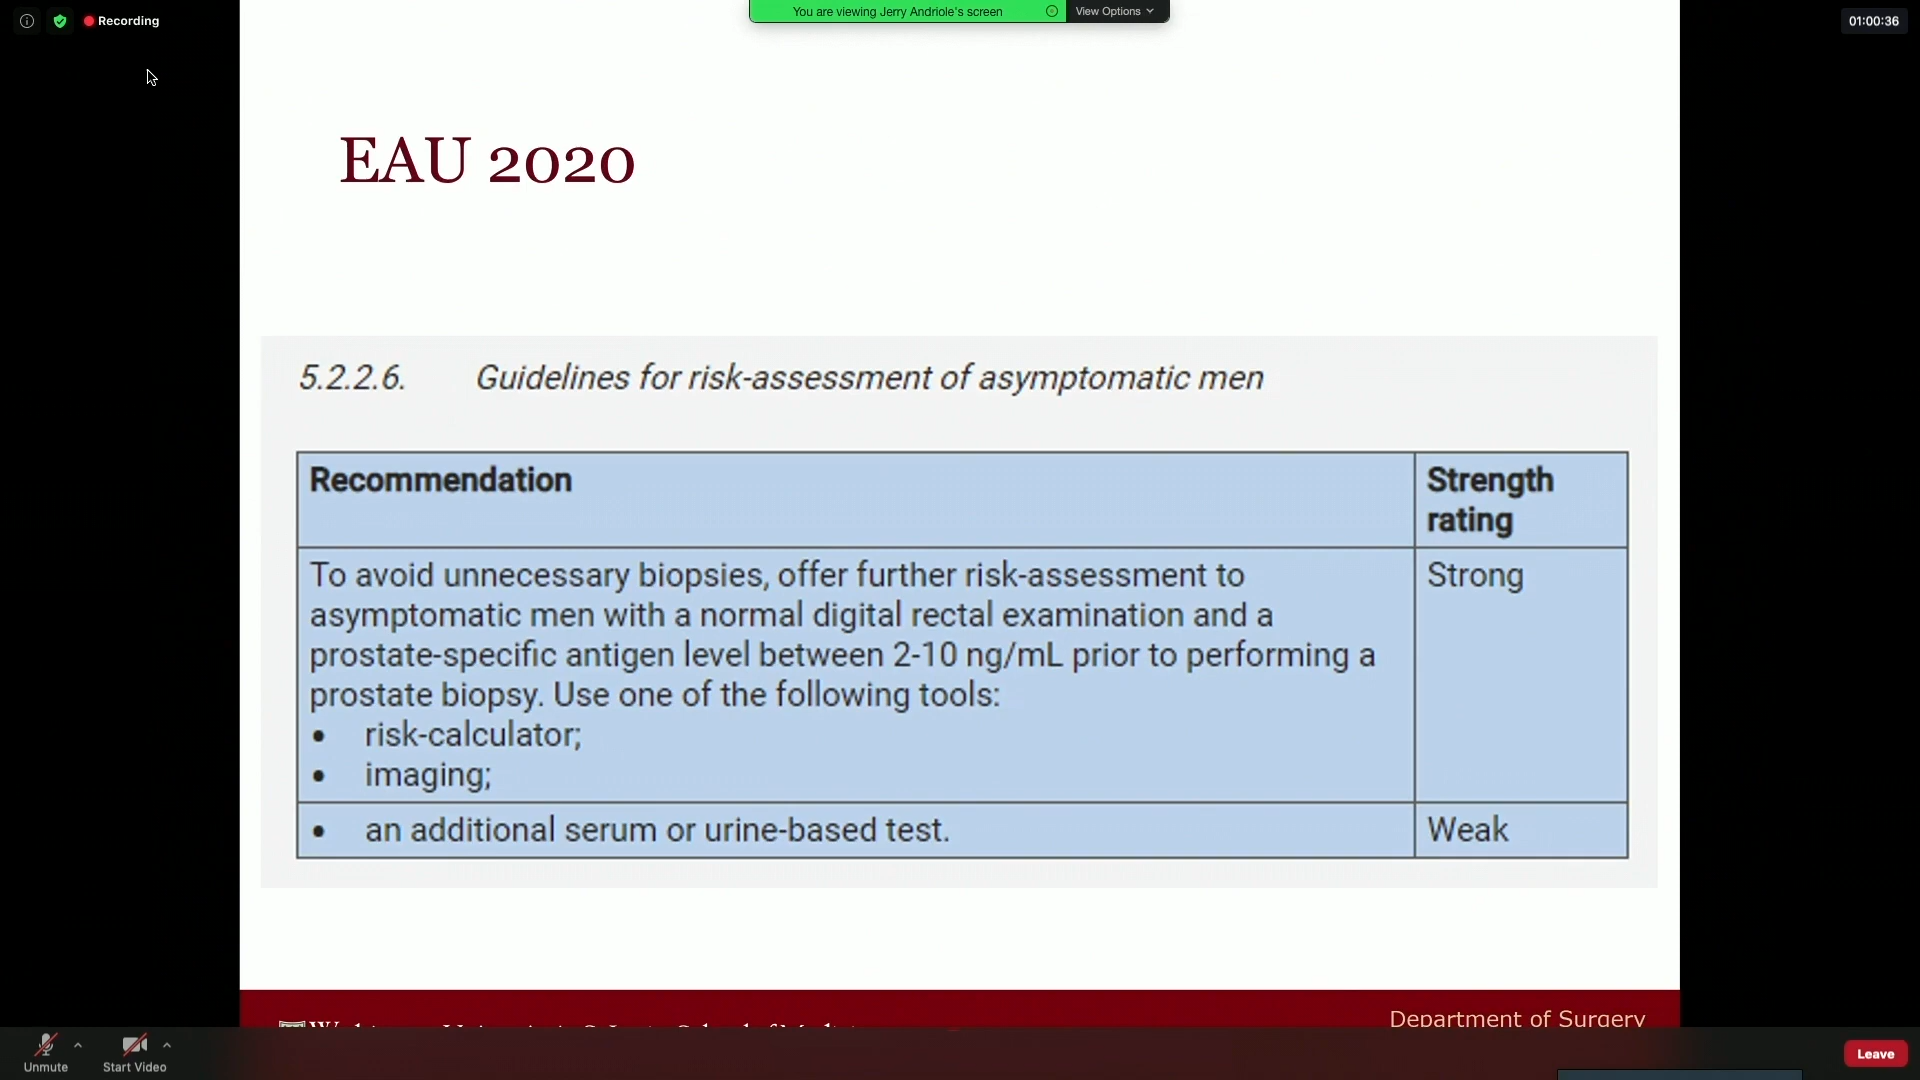 Recording
You are viewing Jerry Andriole's screen
View Options
01:00:36
EAU 2020
5.2.2.6. Guidelines for risk-assessment of asymptomatic men
Recommendation
Strength
rating
To avoid unnecessary biopsies, offer further risk-assessment to
asymptomatic men with a normal digital rectal examination and a
prostate-specific antigen level between 2-10 ng/mL prior to performing a
prostate biopsy. Use one of the following tools:
• risk-calculator;
• imaging;
Strong
• an additional serum or urine-based test.
Weak
Department of Surgery
Unmute
Start Video
Leave